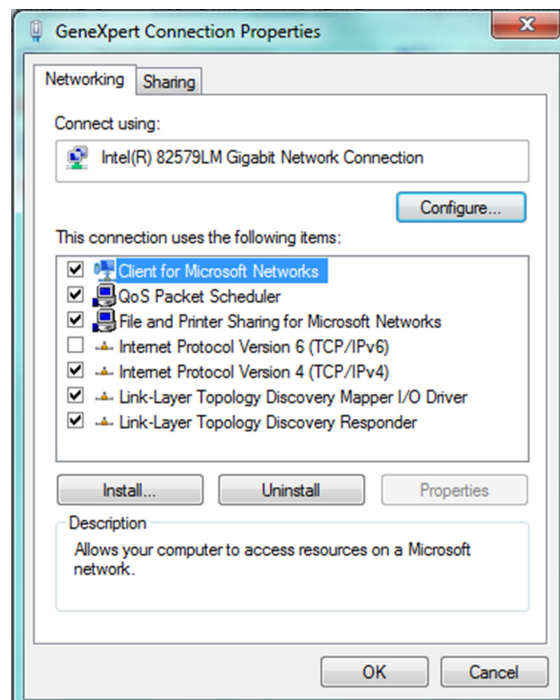 GeneXpert Connection Properties
Networking
Sharing
Connect using:
Intel(R) 82579LM Gigabit Network Connection
Configure...
This connection uses the following items:
Client for Microsoft Networks
QoS Packet Scheduler
File and Printer Sharing for Microsoft Networks
Internet Protocol Version 6 (TCP/IPv6)
Internet Protocol Version 4 (TCP/IPv4)
Link-Layer Topology Discovery Mapper I/O Driver
Link-Layer Topology Discovery Responder
Install...
Uninstall
Properties
Description
Allows your computer to access resources on a Microsoft
network.
OK
Cancel